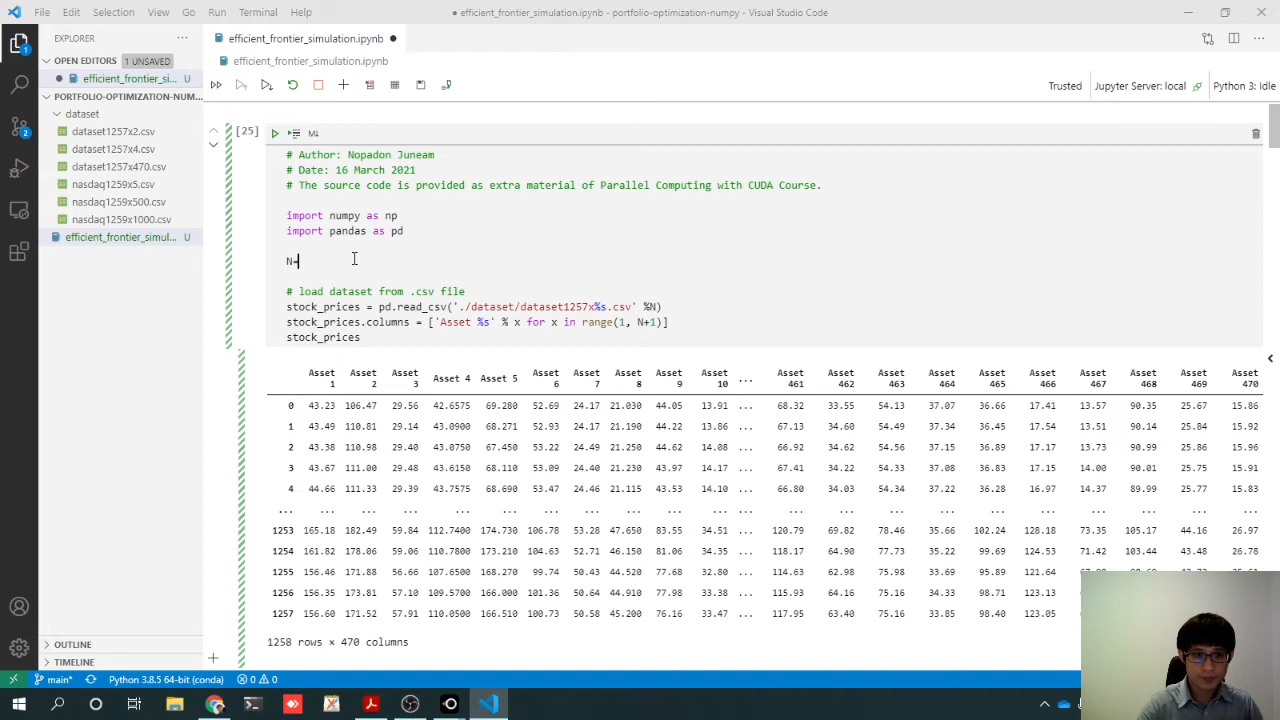 File Edit Selection View Go Run Terminal Help
● efficient_frontier_simulation.ipynb - portfolio-optimization-numpy - Visual Studio Code
EXPLORER
OPEN EDITORS 1 UNSAVED
efficient_frontier_si... U
PORTFOLIO-OPTIMIZATION-NUM...
dataset
dataset1257x2.csv
dataset1257x4.csv
dataset1257x470.csv
nasdaq1259x5.csv
nasdaq1259x500.csv
nasdaq1259x1000.csv
efficient_frontier_simul... U
OUTLINE
TIMELINE
efficient_frontier_simulation.ipynb ●
efficient_frontier_simulation.ipynb
Trusted Jupyter Server: local Python 3: Idle
[25]
M↓
# Author: Nopadon Juneam
# Date: 16 March 2021
# The source code is provided as extra material of Parallel Computing with CUDA Course.
import numpy as np
import pandas as pd
# load dataset from .csv file
stock_prices = pd.read_csv('./dataset/dataset1257x%s.csv' %N)
stock_prices.columns = ['Asset %s' % x for x in range(1, N+1)]
stock_prices
Asset 1 Asset 2 Asset 3 Asset 4 Asset 5 Asset 6 Asset 7 Asset 8 Asset 9 Asset 10 ... Asset 461 Asset 462 Asset 463 Asset 464 Asset 465 Asset 466 Asset 467 Asset 468 Asset 469 Asset 470
0 43.23 106.47 29.56 42.6575 69.280 52.69 24.17 21.030 44.05 13.91 ... 68.32 33.55 54.13 37.07 36.66 17.41 13.57 90.35 25.67 15.86
1 43.49 110.81 29.14 43.0900 68.271 52.93 24.17 21.190 44.22 13.86 ... 67.13 34.60 54.49 37.34 36.45 17.54 13.51 90.14 25.84 15.92
2 43.38 110.98 29.40 43.0750 67.450 53.22 24.49 21.250 44.62 14.08 ... 66.92 34.62 54.56 37.15 36.89 17.17 13.73 90.99 25.86 15.96
3 43.67 111.00 29.48 43.6150 68.110 53.09 24.40 21.230 43.97 14.17 ... 67.41 34.22 54.33 37.08 36.83 17.15 14.00 90.01 25.75 15.91
4 44.66 111.33 29.39 43.7575 68.690 53.47 24.46 21.115 43.53 14.10 ... 66.80 34.03 54.34 37.22 36.28 16.97 14.37 89.99 25.77 15.83
... ... ... ... ... ... ... ... ... ... ... ... ... ... ... ... ... ... ... ... ... ...
1253 165.18 182.49 59.84 112.7400 174.730 106.78 53.28 47.650 83.55 34.51 ... 120.79 69.82 78.46 35.66 102.24 128.18 73.35 105.17 44.16 26.97
1254 161.82 178.06 59.06 110.7800 173.210 104.63 52.71 46.150 81.06 34.35 ... 118.17 64.90 77.73 35.22 99.69 124.53 71.42 103.44 43.48 26.78
1255 156.46 171.88 56.66 107.6500 168.270 99.74 50.43 44.520 77.68 32.80 ... 114.63 62.98 75.98 33.69 95.89 121.64
1256 156.35 173.81 57.10 109.5700 166.000 101.36 50.64 44.910 77.98 33.38 ... 115.93 64.16 75.16 34.33 98.71 123.13
1257 156.60 171.52 57.91 110.0500 166.510 100.73 50.58 45.200 76.16 33.47 ... 117.95 63.40 75.16 33.85 98.40 123.05
1258 rows × 470 columns
main* Python 3.8.5 64-bit (conda) 0 0